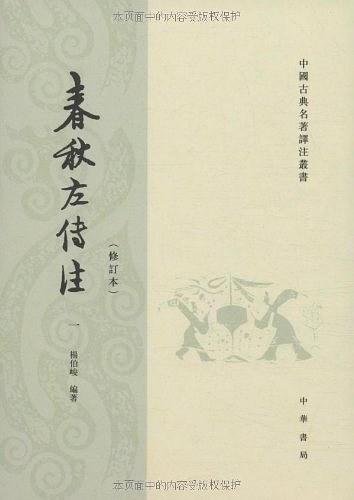 本页面中的内容受版权保护
中國古典名著譯注叢書
春秋左传注
（修訂本）
一
楊伯峻 編著
中華書局
本页面中的内容受版权保护